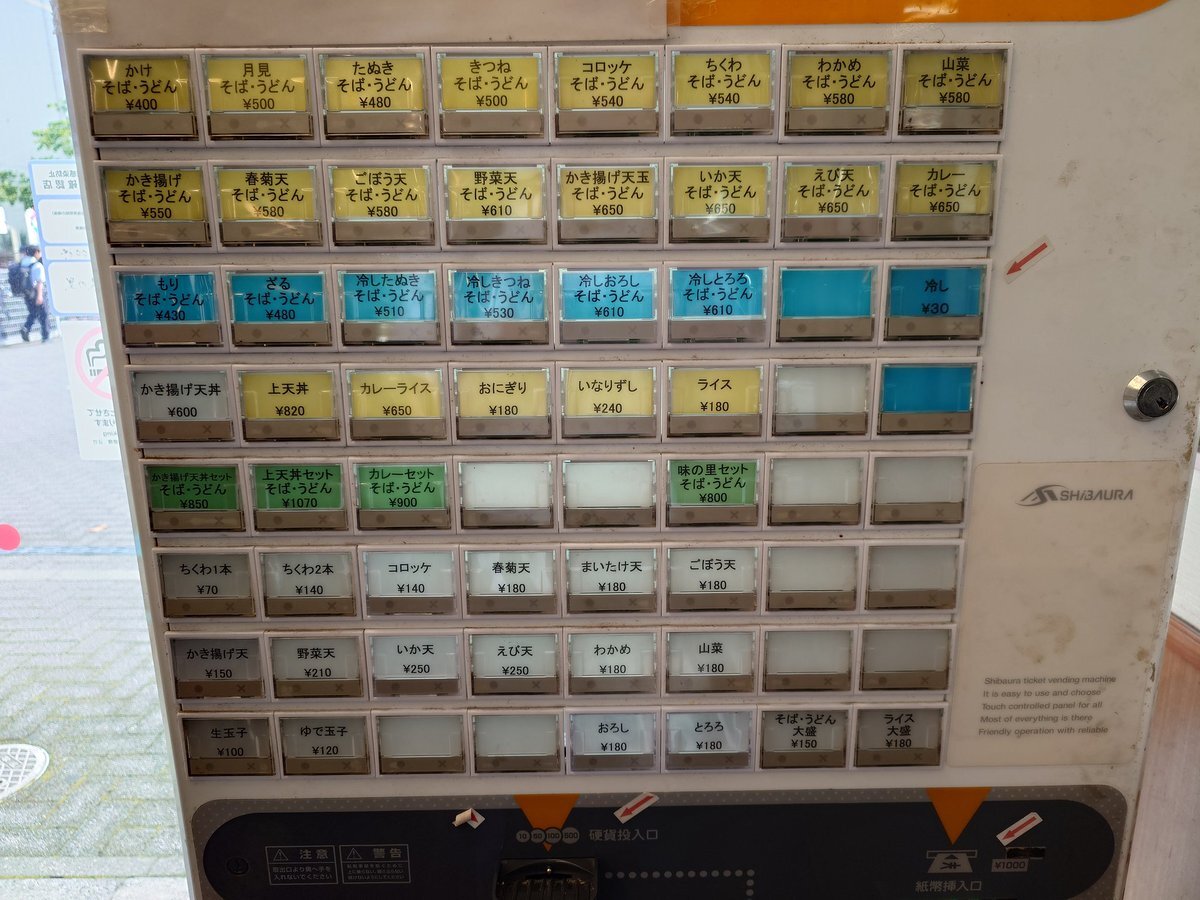 かけ
そば・うどん
¥400
月見
そば・うどん
¥500
たぬき
そば・うどん
¥480
きつね
そば・うどん
¥500
コロッケ
そば・うどん
¥540
ちくわ
そば・うどん
¥540
わかめ
そば・うどん
¥580
山菜
そば・うどん
¥580
かき揚げ
そば・うどん
¥550
春菊天
そば・うどん
¥580
ごぼう天
そば・うどん
¥580
野菜天
そば・うどん
¥610
かき揚げ天玉
そば・うどん
¥650
いか天
そば・うどん
¥650
えび天
そば・うどん
¥650
カレー
そば・うどん
¥650
もり
そば・うどん
¥430
ざる
そば・うどん
¥480
冷したぬき
そば・うどん
¥510
冷しきつね
そば・うどん
¥530
冷しおろし
そば・うどん
¥610
冷しとろろ
そば・うどん
¥610
冷し
¥30
かき揚げ天丼
¥600
上天丼
¥820
カレーライス
¥650
おにぎり
¥180
いなりずし
¥240
ライス
¥180
かき揚げ天丼セット
そば・うどん
¥850
上天丼セット
そば・うどん
¥1070
カレーセット
そば・うどん
¥900
味の里セット
そば・うどん
¥800
ちくわ1本
¥70
ちくわ2本
¥140
コロッケ
¥140
春菊天
¥180
まいたけ天
¥180
ごぼう天
¥180
かき揚げ天
¥150
野菜天
¥210
いか天
¥250
えび天
¥250
わかめ
¥180
山菜
¥180
生玉子
¥100
ゆで玉子
¥120
おろし
¥180
とろろ
¥180
そば・うどん
大盛
¥150
ライス
大盛
¥180
SHIBAURA
Shibaura ticket vending machine
It is easy to use and choose
Touch controlled panel for all
Most of everything is there
Friendly operation with reliable
10 50 100 500
硬貨投入口
注意
取出口より奥へ手を
入れないでください
警告
¥1000
紙幣挿入口